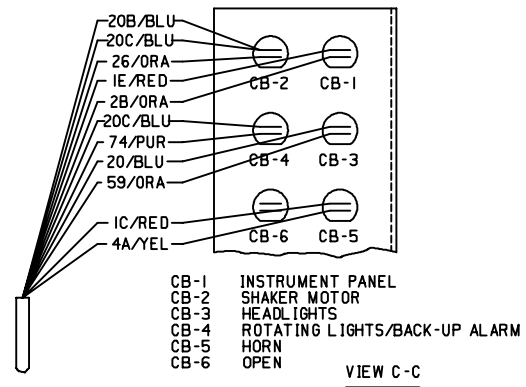 20B/BLU
20C/BLU
26/ORA
1E/RED
2B/ORA
CB-2 CB-1
20C/BLU
74/PUR
20/BLU
59/ORA
CB-4 CB-3
1C/RED
4A/YEL
CB-6 CB-5
CB-1 INSTRUMENT PANEL
CB-2 SHAKER MOTOR
CB-3 HEADLIGHTS
CB-4 ROTATING LIGHTS/BACK-UP ALARM
CB-5 HORN
CB-6 OPEN
VIEW C-C